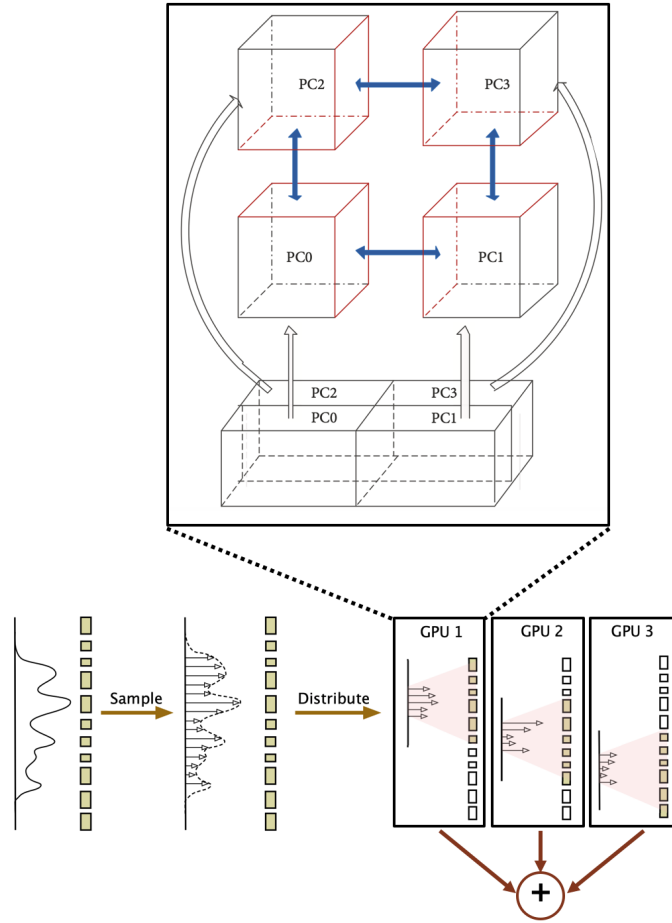 PC2
PC3
PC0
PC1
PC2
PC3
PC0
PC1
GPU 1
GPU 2
GPU 3
Sample
Distribute
+